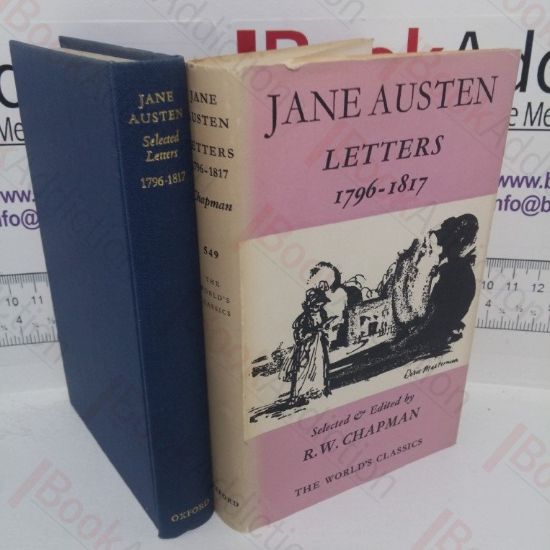 JANE
AUSTEN
Selected
Letters
1796-1817
OXFORD
JANE
AUSTEN
LETTERS
1796-1817
Chapman
549
THE
WORLD'S
CLASSICS
OXFORD
JANE AUSTEN
LETTERS
1796-1817
Selected & Edited by
R. W. CHAPMAN
THE WORLD'S CLASSICS
BookAddiction